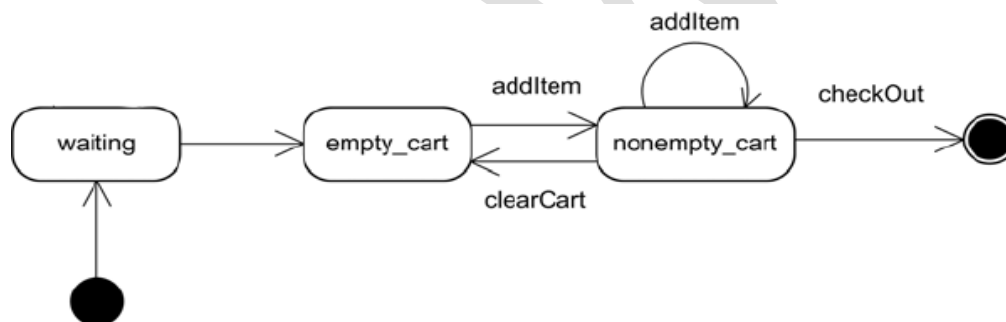 addItem
addItem
checkOut
waiting
empty_cart
nonempty_cart
clearCart